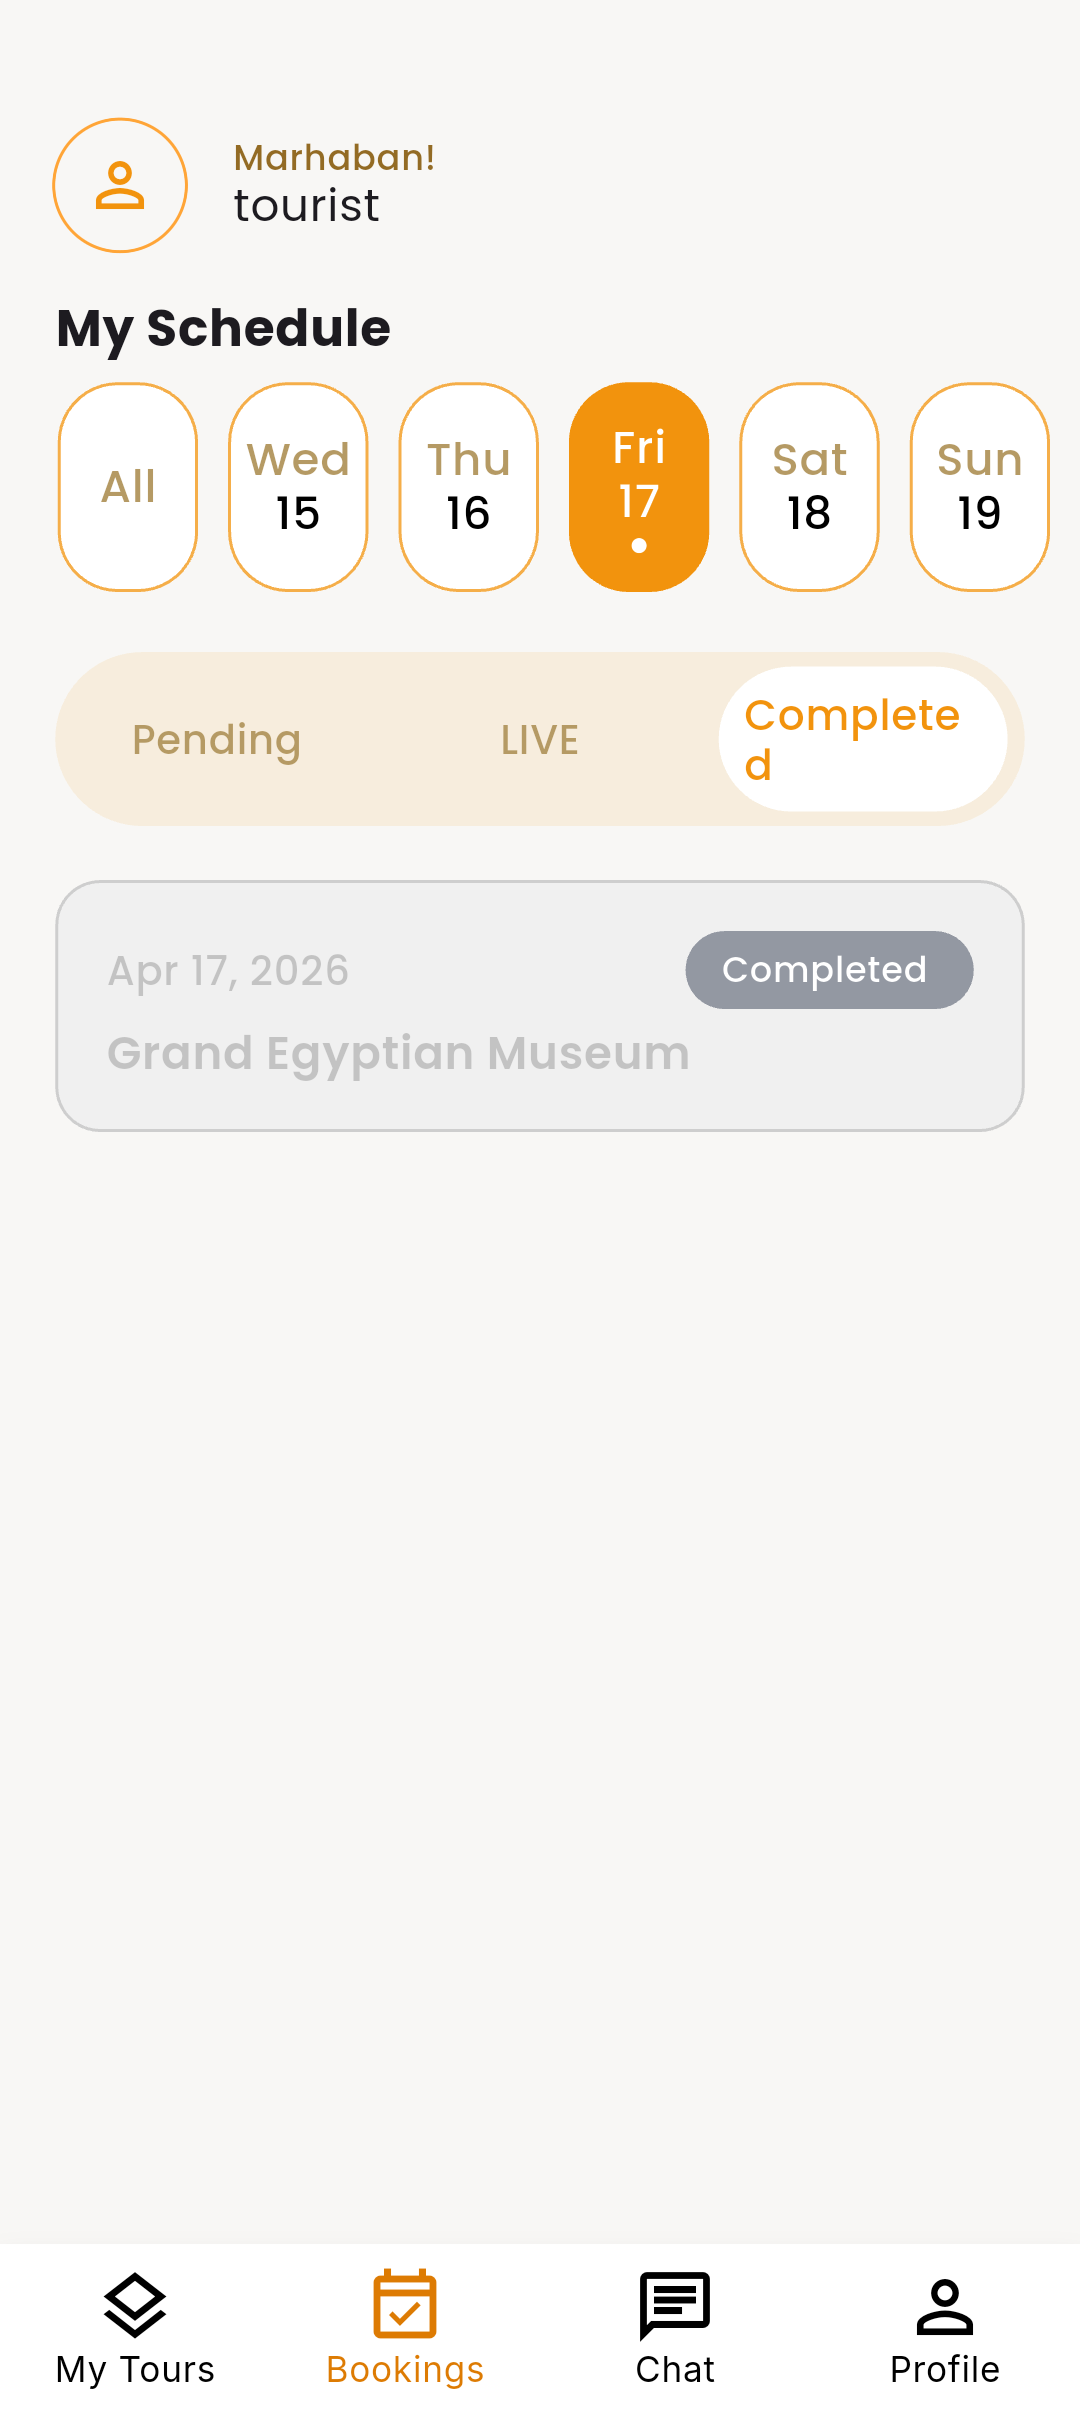 Marhaban!
tourist
My Schedule
All
Wed
15
Thu
16
Fri
17
Sat
18
Sun
19
Pending
LIVE
Complete
d
Apr 17, 2026
Completed
Grand Egyptian Museum
My Tours
Bookings
Chat
Profile